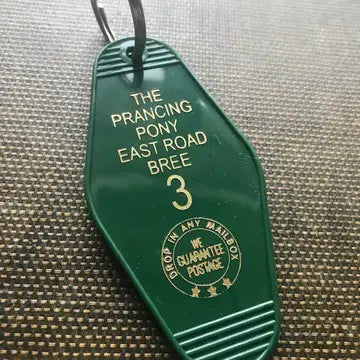 THE
PRANCING
PONY
EAST ROAD
BREE
3
DROP IN ANY MAILBOX
WE
GUARANTEE
POSTAGE